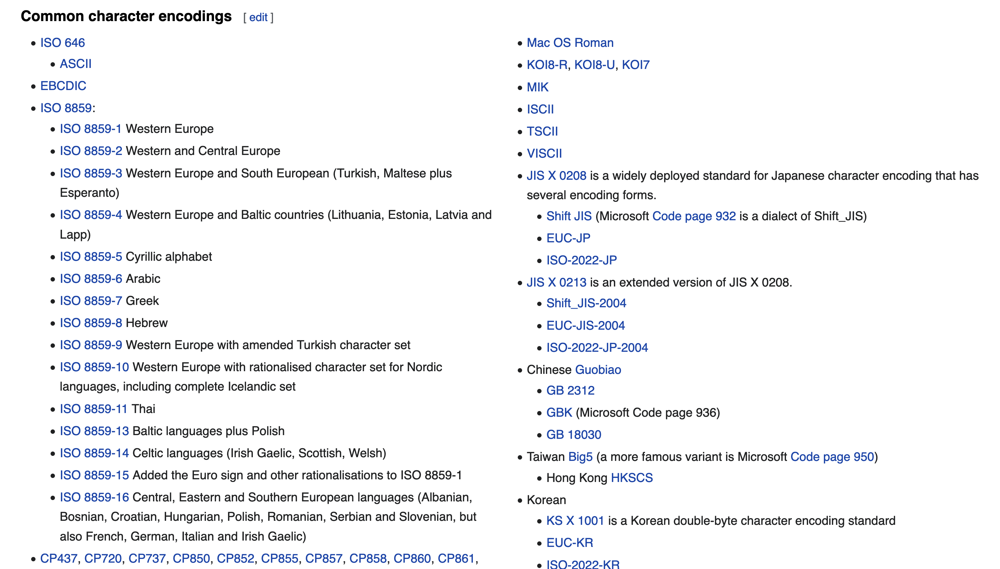 Common character encodings [ edit ]
ISO 646
ASCII
EBCDIC
ISO 8859:
ISO 8859-1 Western Europe
ISO 8859-2 Western and Central Europe
ISO 8859-3 Western Europe and South European (Turkish, Maltese plus
Esperanto)
ISO 8859-4 Western Europe and Baltic countries (Lithuania, Estonia, Latvia and
Lapp)
ISO 8859-5 Cyrillic alphabet
ISO 8859-6 Arabic
ISO 8859-7 Greek
ISO 8859-8 Hebrew
ISO 8859-9 Western Europe with amended Turkish character set
ISO 8859-10 Western Europe with rationalised character set for Nordic
languages, including complete Icelandic set
ISO 8859-11 Thai
ISO 8859-13 Baltic languages plus Polish
ISO 8859-14 Celtic languages (Irish Gaelic, Scottish, Welsh)
ISO 8859-15 Added the Euro sign and other rationalisations to ISO 8859-1
ISO 8859-16 Central, Eastern and Southern European languages (Albanian,
Bosnian, Croatian, Hungarian, Polish, Romanian, Serbian and Slovenian, but
also French, German, Italian and Irish Gaelic)
CP437, CP720, CP737, CP850, CP852, CP855, CP857, CP858, CP860, CP861,
Mac OS Roman
KOI8-R, KOI8-U, KOI7
MIK
ISCII
TSCII
VISCII
JIS X 0208 is a widely deployed standard for Japanese character encoding that has
several encoding forms.
Shift JIS (Microsoft Code page 932 is a dialect of Shift_JIS)
EUC-JP
ISO-2022-JP
JIS X 0213 is an extended version of JIS X 0208.
Shift_JIS-2004
EUC-JIS-2004
ISO-2022-JP-2004
Chinese Guobiao
GB 2312
GBK (Microsoft Code page 936)
GB 18030
Taiwan Big5 (a more famous variant is Microsoft Code page 950)
Hong Kong HKSCS
Korean
KS X 1001 is a Korean double-byte character encoding standard
EUC-KR
ISO-2022-KR